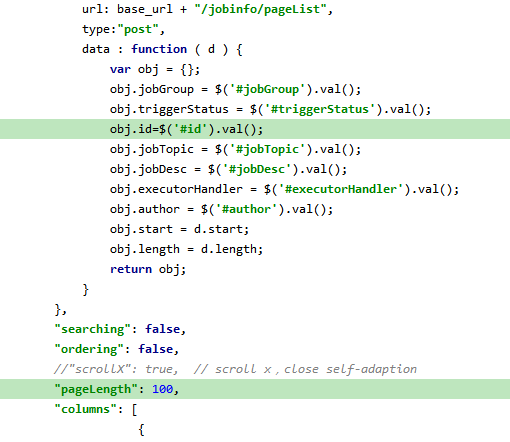 url: base_url + "/jobinfo/pageList",
type:"post",
data : function ( d ) {
var obj = {};
obj.jobGroup = $('#jobGroup').val();
obj.triggerStatus = $('#triggerStatus').val();
obj.id=$('#id').val();
obj.jobTopic = $('#jobTopic').val();
obj.jobDesc = $('#jobDesc').val();
obj.executorHandler = $('#executorHandler').val();
obj.author = $('#author').val();
obj.start = d.start;
obj.length = d.length;
return obj;
}
},
"searching": false,
"ordering": false,
//"scrollX": true,  // scroll x，close self-adaption
"pageLength": 100,
"columns": [
{